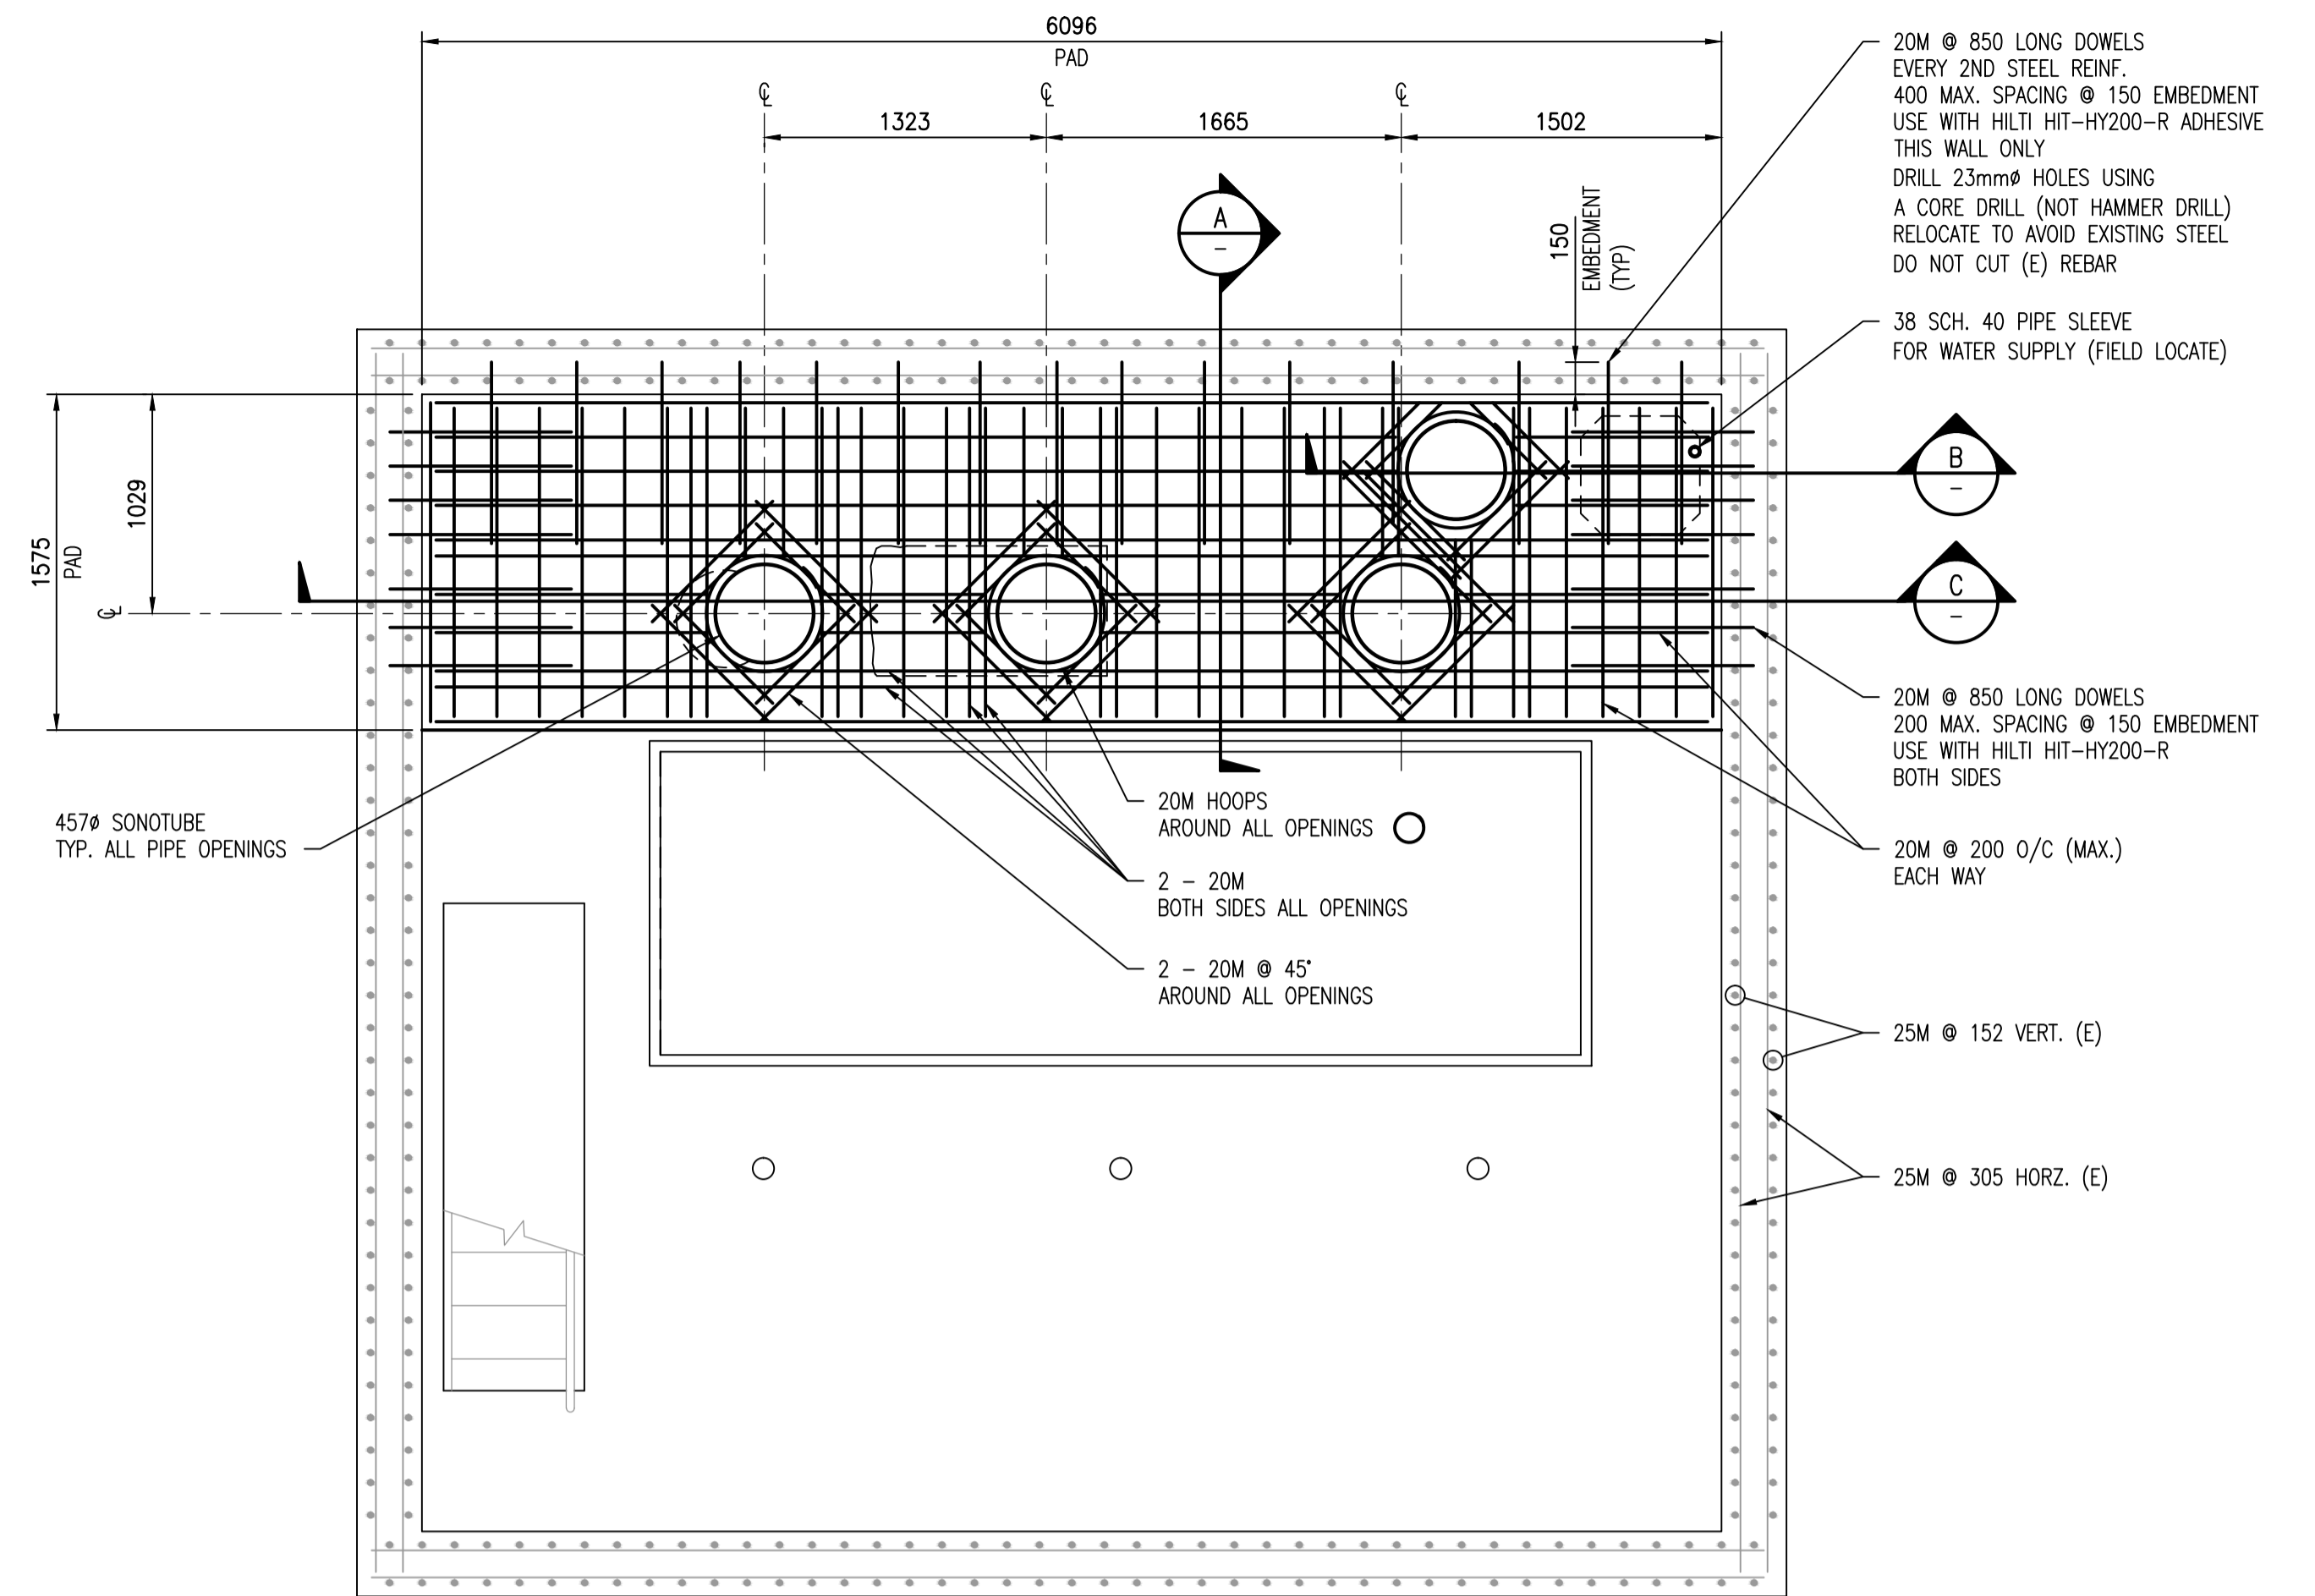 6096
PAD
℄
℄
℄
1323
1665
1502
A
-
150
EMBEDMENT
(TYP)
20M @ 850 LONG DOWELS
EVERY 2ND STEEL REINF.
400 MAX. SPACING @ 150 EMBEDMENT
USE WITH HILTI HIT-HY200-R ADHESIVE
THIS WALL ONLY
DRILL 23mmø HOLES USING
A CORE DRILL (NOT HAMMER DRILL)
RELOCATE TO AVOID EXISTING STEEL
DO NOT CUT (E) REBAR
38 SCH. 40 PIPE SLEEVE
FOR WATER SUPPLY (FIELD LOCATE)
B
-
C
-
1575
PAD
1029
℄
20M @ 850 LONG DOWELS
200 MAX. SPACING @ 150 EMBEDMENT
USE WITH HILTI HIT-HY200-R
BOTH SIDES
457ø SONOTUBE
TYP. ALL PIPE OPENINGS
20M HOOPS
AROUND ALL OPENINGS
20M @ 200 O/C (MAX.)
EACH WAY
2 - 20M
BOTH SIDES ALL OPENINGS
2 - 20M @ 45°
AROUND ALL OPENINGS
25M @ 152 VERT. (E)
25M @ 305 HORZ. (E)